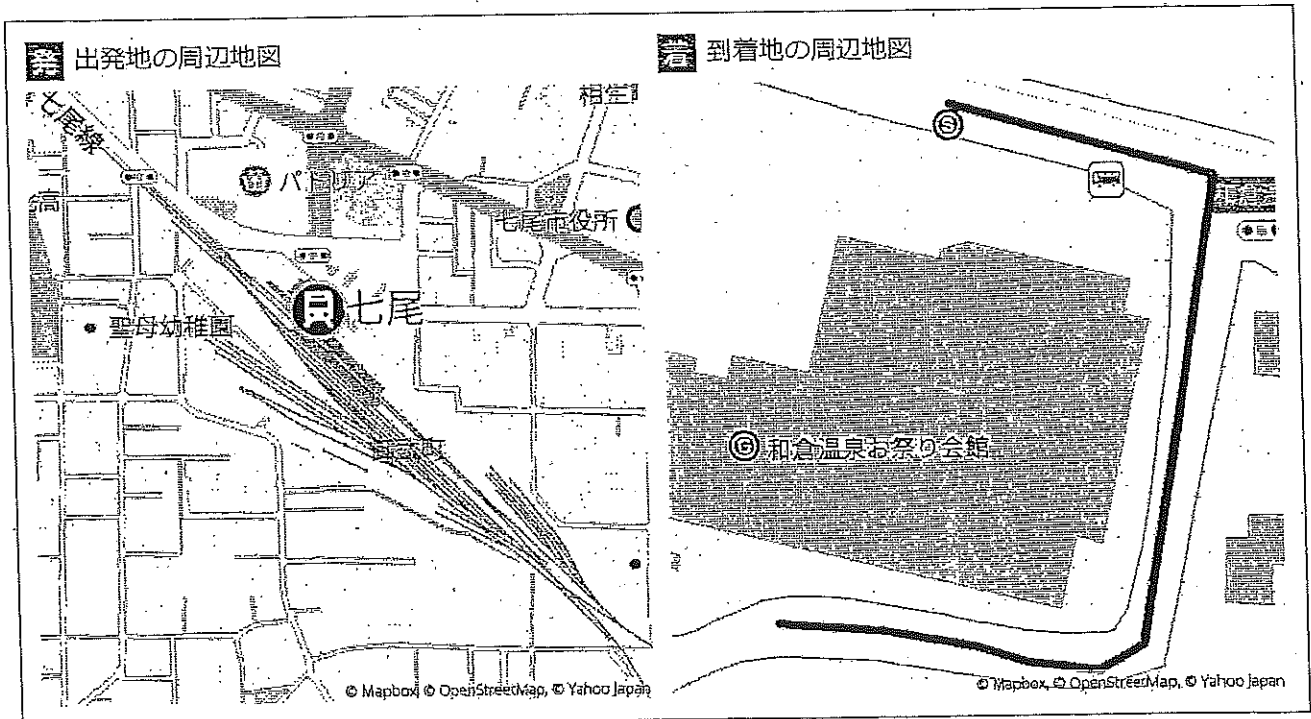 発 出発地の周辺地図
着 到着地の周辺地図
七尾線
相生町
パトリア
高
七尾市役所
七尾
聖母幼稚園
© Mapbox, © OpenStreetMap, © Yahoo Japan
S
G 和倉温泉お祭り会館
© Mapbox, © OpenStreetMap, © Yahoo Japan